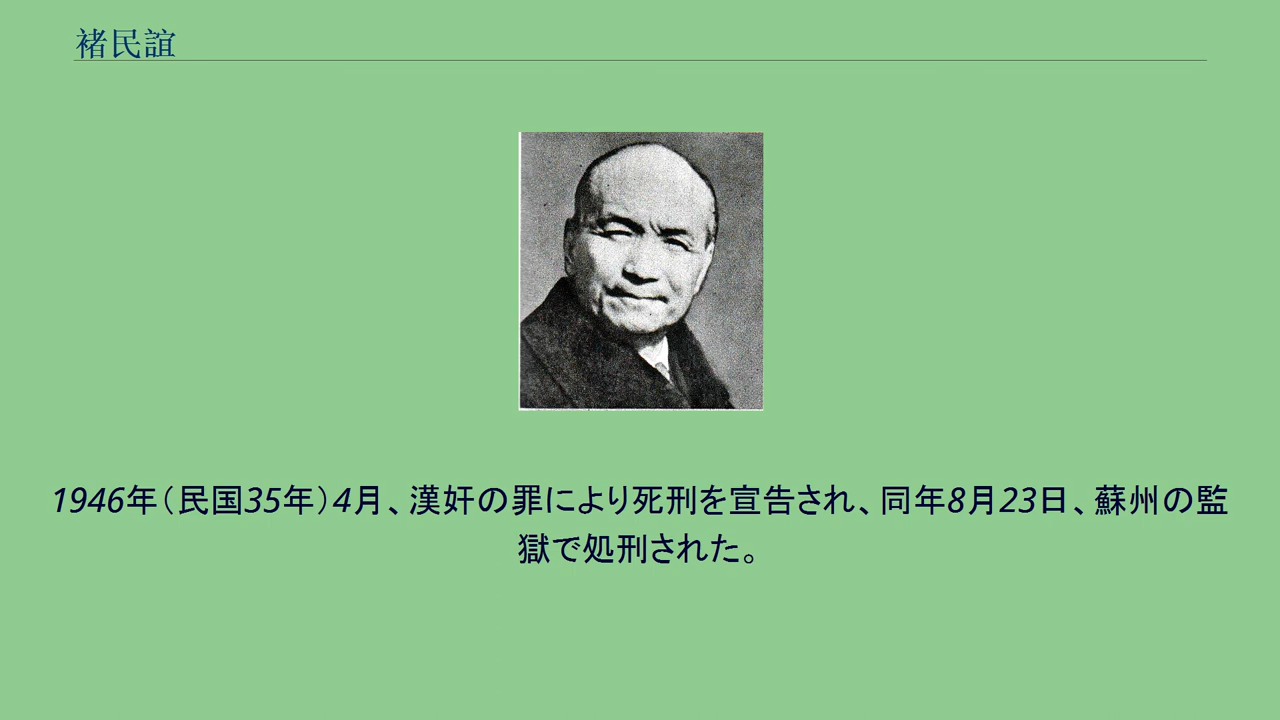 褚民誼
1946年（民国35年）4月、漢奸の罪により死刑を宣告され、同年8月23日、蘇州の監
獄で処刑された。